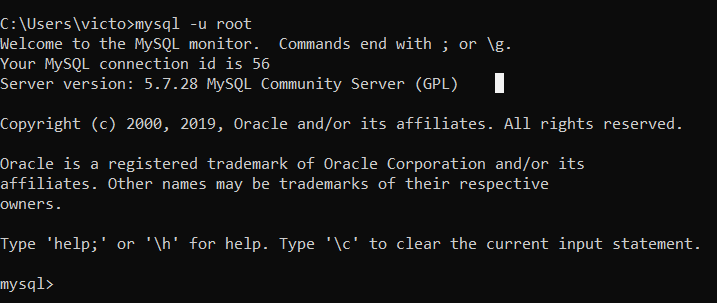 C:\Users\victo>mysql -u root
Welcome to the MySQL monitor.  Commands end with ; or \g.
Your MySQL connection id is 56
Server version: 5.7.28 MySQL Community Server (GPL)
Copyright (c) 2000, 2019, Oracle and/or its affiliates. All rights reserved.
Oracle is a registered trademark of Oracle Corporation and/or its
affiliates. Other names may be trademarks of their respective
owners.
Type 'help;' or '\h' for help. Type '\c' to clear the current input statement.
mysql>